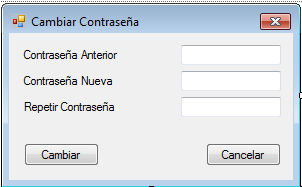 Cambiar Contraseña
Contraseña Anterior
Contraseña Nueva
Repetir Contraseña
Cambiar Cancelar